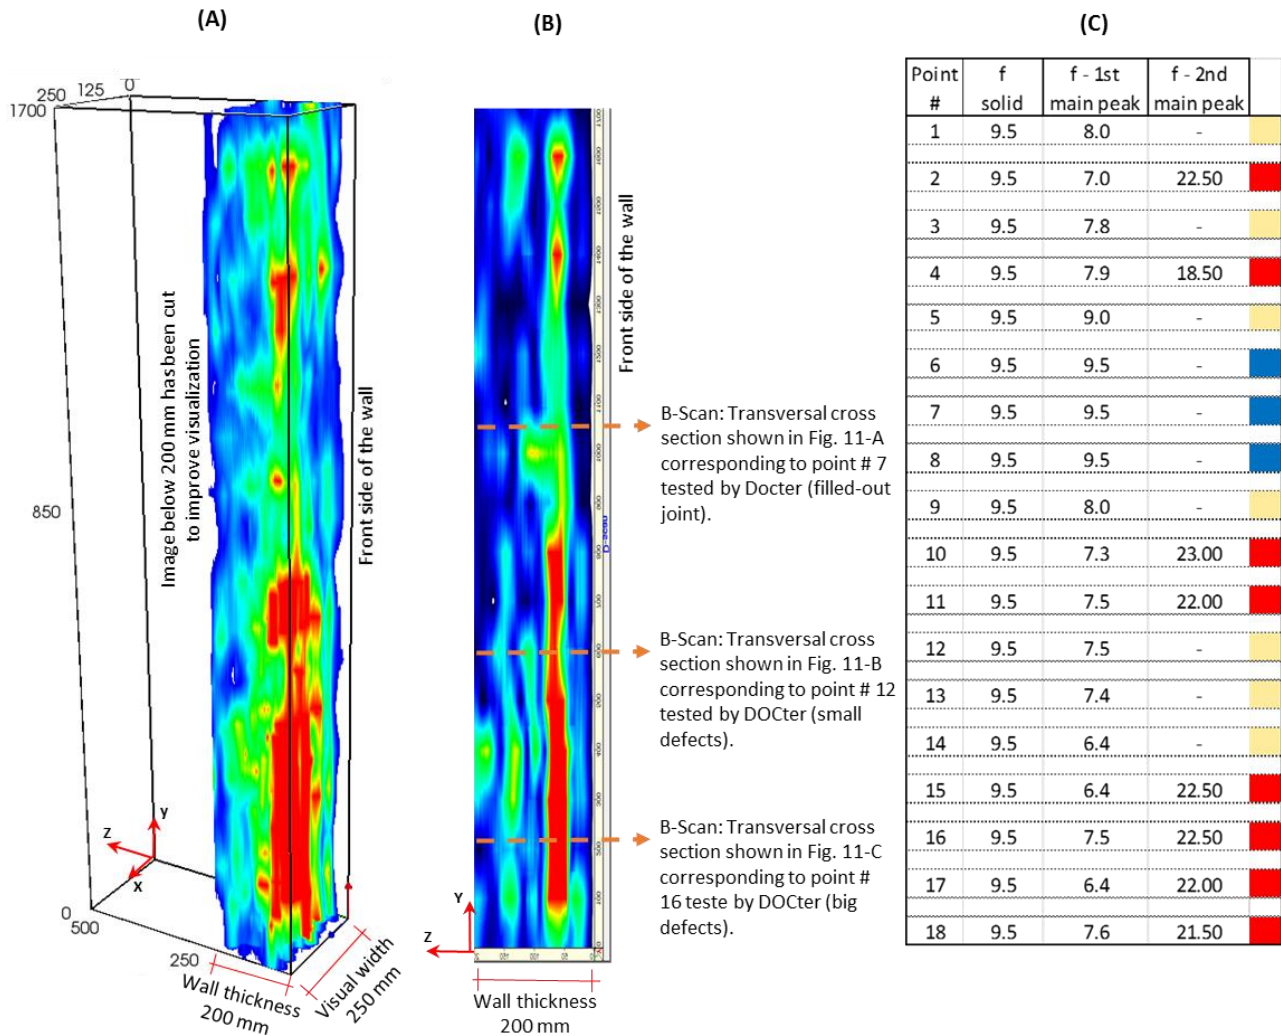 (A)
(B)
(C)
250 125 0
1700
850
0
500
250
Image below 200 mm has been cut
to improve visualization
Front side of the wall
Y
Z
X
Wall thickness
200 mm
Visual width
250 mm
Front side of the wall
Y
Z
Wall thickness
200 mm
B-Scan: Transversal cross
section shown in Fig. 11-A
corresponding to point # 7
tested by Docter (filled-out
joint).
B-Scan: Transversal cross
section shown in Fig. 11-B
corresponding to point # 12
tested by DOCter (small
defects).
B-Scan: Transversal cross
section shown in Fig. 11-C
corresponding to point #
16 teste by DOCter (big
defects).
Point f f - 1st f - 2nd
# solid main peak main peak
1 9.5 8.0 -
2 9.5 7.0 22.50
3 9.5 7.8 -
4 9.5 7.9 18.50
5 9.5 9.0 -
6 9.5 9.5 -
7 9.5 9.5 -
8 9.5 9.5 -
9 9.5 8.0 -
10 9.5 7.3 23.00
11 9.5 7.5 22.00
12 9.5 7.5 -
13 9.5 7.4 -
14 9.5 6.4 -
15 9.5 6.4 22.50
16 9.5 7.5 22.50
17 9.5 6.4 22.00
18 9.5 7.6 21.50